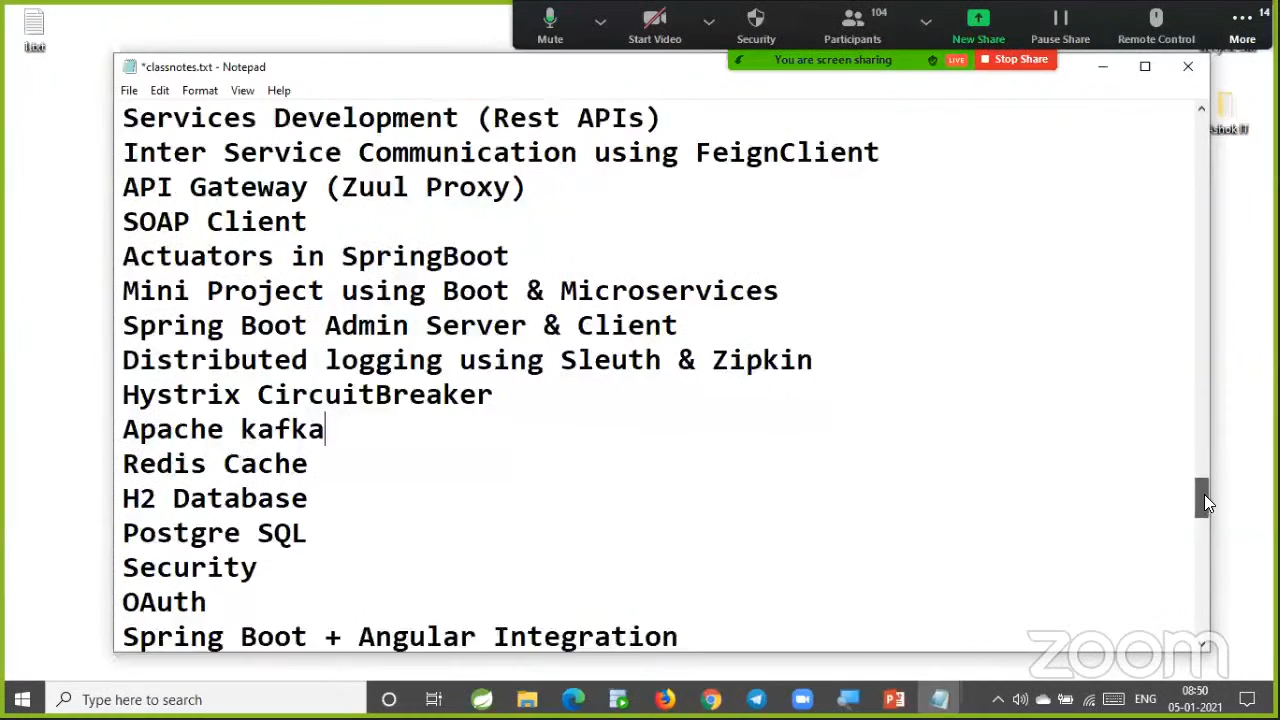 14
104
Mute
Start Video
Security
Participants
New Share
Pause Share
Remote Control
More
You are screen sharing
LIVE
Stop Share
*classnotes.txt - Notepad
File
Edit
Format
View
Help
Services Development (Rest APIs)
Inter Service Communication using FeignClient
API Gateway (Zuul Proxy)
SOAP Client
Actuators in SpringBoot
Mini Project using Boot & Microservices
Spring Boot Admin Server & Client
Distributed logging using Sleuth & Zipkin
Hystrix CircuitBreaker
Apache kafka
Redis Cache
H2 Database
Postgre SQL
Security
OAuth
Spring Boot + Angular Integration
zoom
Type here to search
ENG
08:50
05-01-2021